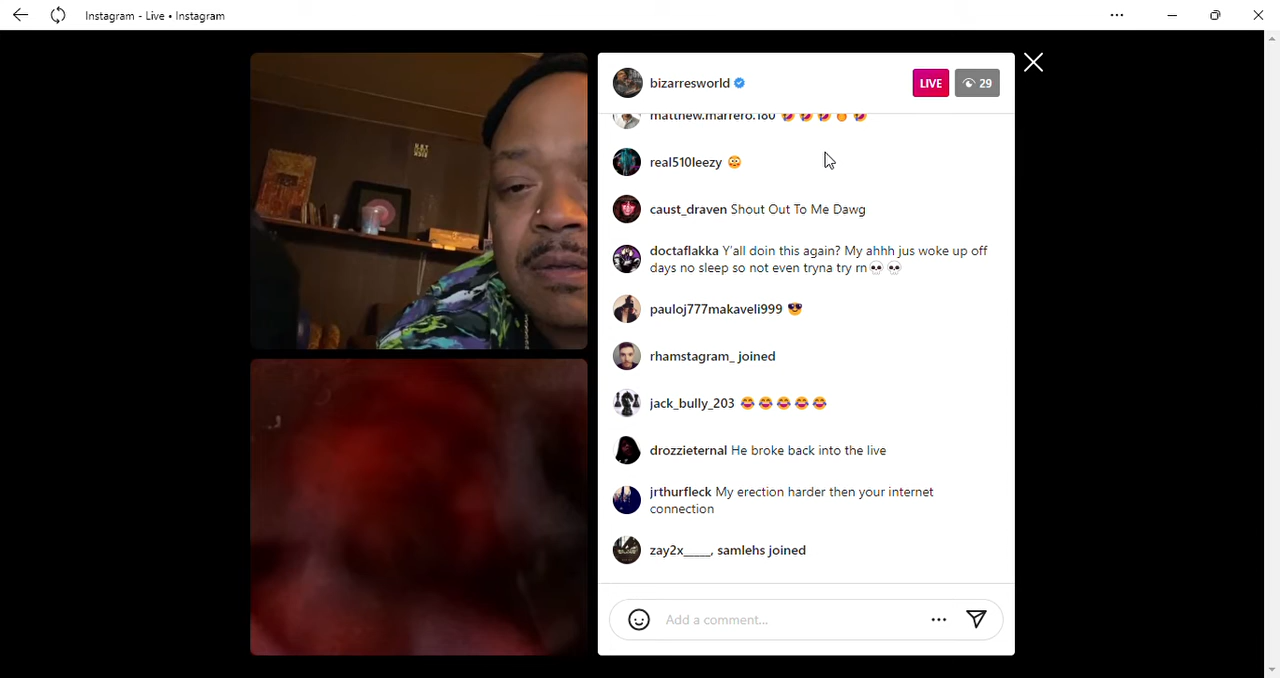 Instagram - Live • Instagram
bizarresworld
LIVE
29
matthew.marrero.180 🤣🤣🤣🔥🤣
real510leezy 😳
caust_draven Shout Out To Me Dawg
doctaflakka Y'all doin this again? My ahhh jus woke up off
days no sleep so not even tryna try rn💀 💀
pauloj777makaveli999 😎
rhamstagram_ joined
jack_bully_203 😂😂😂😂😂
drozzieternal He broke back into the live
jrthurfleck My erection harder then your internet
connection
zay2x_____, samlehs joined
Add a comment...